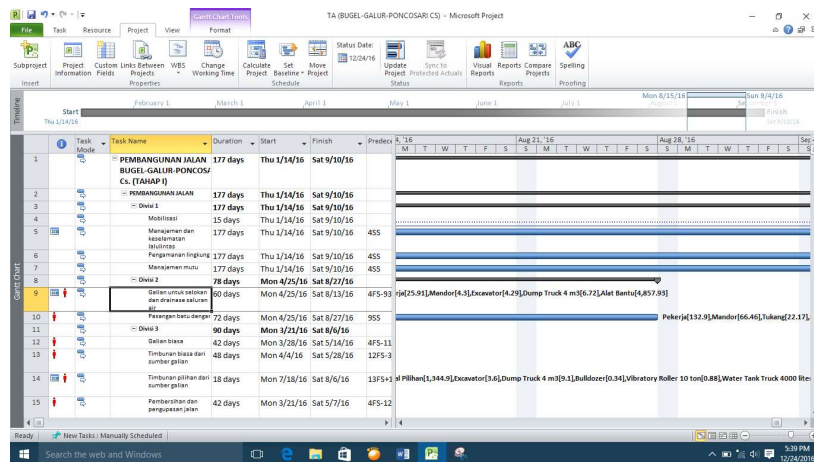 Gantt Chart Tools
TA (BUGEL-GALUR-PONCOSARI CS) - Microsoft Project
File Task Resource Project View Format
Subproject
Project Information
Custom Fields
Links Between Projects
WBS
Change Working Time
Calculate Project
Set Baseline
Move Project
Status Date:
12/24/16
Update Project
Sync to Protected Actuals
Visual Reports
Reports
Compare Projects
ABC
Spelling
Insert Properties Schedule Status Reports Proofing
Timeline
Mon 8/15/16 Sun 9/4/16
February 1 March 1 April 1 May 1 June 1 July 1
Start
Thu 1/14/16
Finish
Sat 9/10/16
Task Mode Task Name Duration Start Finish Predece
4, '16 Aug 21, '16 Aug 28, '16 Sep
M T W T F S S M T W T F S S M T W T F S S
Gantt Chart
1 PEMBANGUNAN JALAN BUGEL-GALUR-PONCOSA Cs. (TAHAP I) 177 days Thu 1/14/16 Sat 9/10/16
2 PEMBANGUNAN JALAN 177 days Thu 1/14/16 Sat 9/10/16
3 Divisi 1 177 days Thu 1/14/16 Sat 9/10/16
4 Mobilisasi 15 days Thu 1/14/16 Sat 9/10/16
5 Manajemen dan keselamatan lalulintas 177 days Thu 1/14/16 Sat 9/10/16 4SS
6 Pengamanan lingkung 177 days Thu 1/14/16 Sat 9/10/16 4SS
7 Manajemen mutu 177 days Thu 1/14/16 Sat 9/10/16 4SS
8 Divisi 2 78 days Mon 4/25/16 Sat 8/27/16
9 Galian untuk selokan dan drainase saluran air 60 days Mon 4/25/16 Sat 8/13/16 4FS-93 rja[25.91],Mandor[4.3],Excavator[4.29],Dump Truck 4 m3[6.72],Alat Bantu[4,857.93]
10 Pasangan batu dengar 72 days Mon 4/25/16 Sat 8/27/16 9SS Pekerja[132.9],Mandor[66.46],Tukang[22.17],
11 Divisi 3 90 days Mon 3/21/16 Sat 8/6/16
12 Galian biasa 42 days Mon 3/28/16 Sat 5/14/16 4FS-11
13 Timbunan biasa dari sumber galian 48 days Mon 4/4/16 Sat 5/28/16 12FS-3
14 Timbunan pilihan dari sumber galian 18 days Mon 7/18/16 Sat 8/6/16 13FS+1 al Pilihan[1,344.9],Excavator[3.6],Dump Truck 4 m3[9.1],Bulldozer[0.34],Vibratory Roller 10 ton[0.88],Water Tank Truck 4000 liter
15 Pembersihan dan pengupasan jalan 42 days Mon 3/21/16 Sat 5/7/16 4FS-12
Ready New Tasks : Manually Scheduled
Search the web and Windows
5:39 PM
12/24/2016